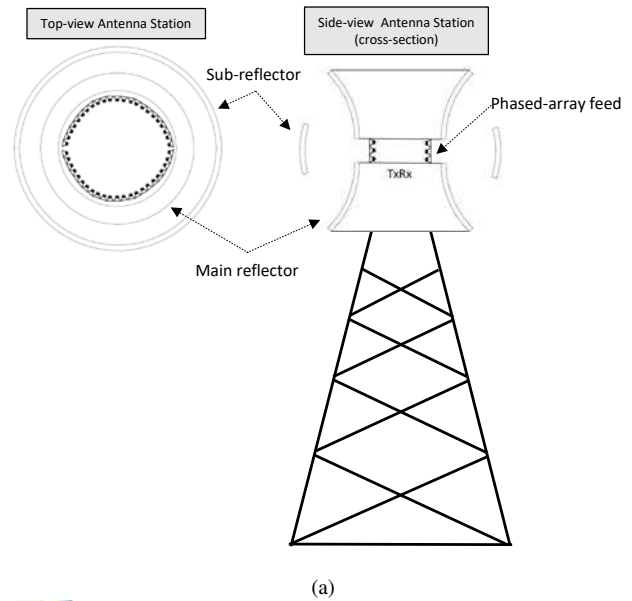 Top-view Antenna Station
Side-view Antenna Station
(cross-section)
Sub-reflector
Phased-array feed
TxRx
Main reflector
(a)